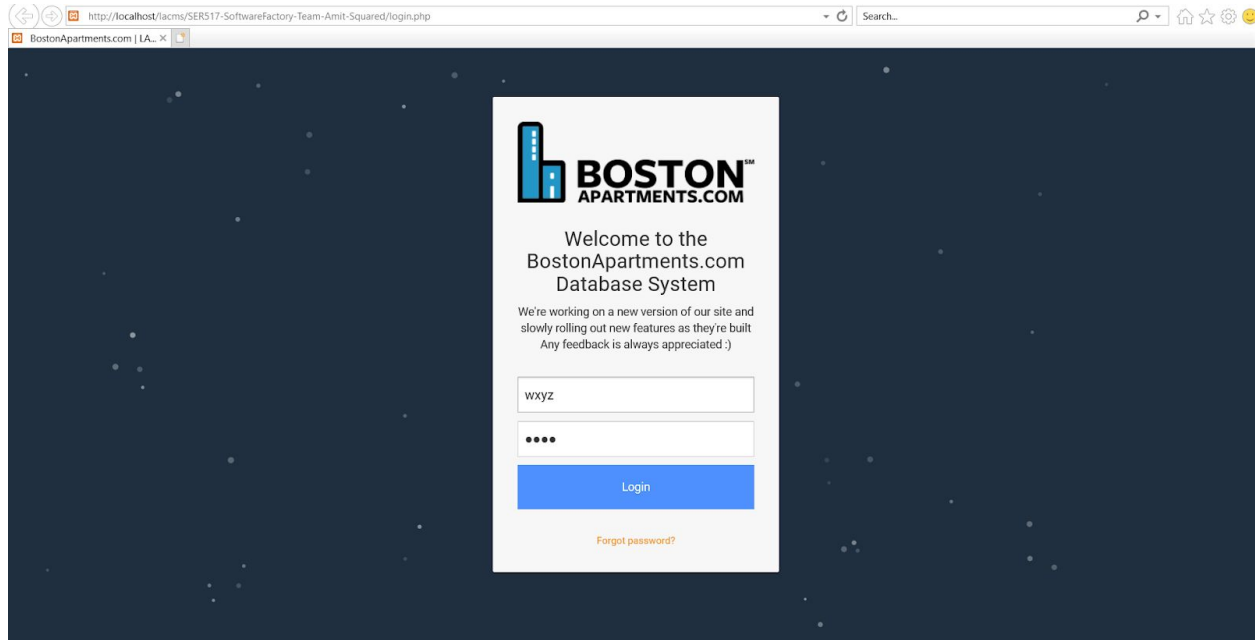 http://localhost/lacms/SER517-SoftwareFactory-Team-Amit-Squared/login.php
Search...
BostonApartments.com | LA...
BOSTON℠
APARTMENTS.COM
Welcome to the
BostonApartments.com
Database System
We're working on a new version of our site and
slowly rolling out new features as they're built
Any feedback is always appreciated :)
wxyz
••••
Login
Forgot password?